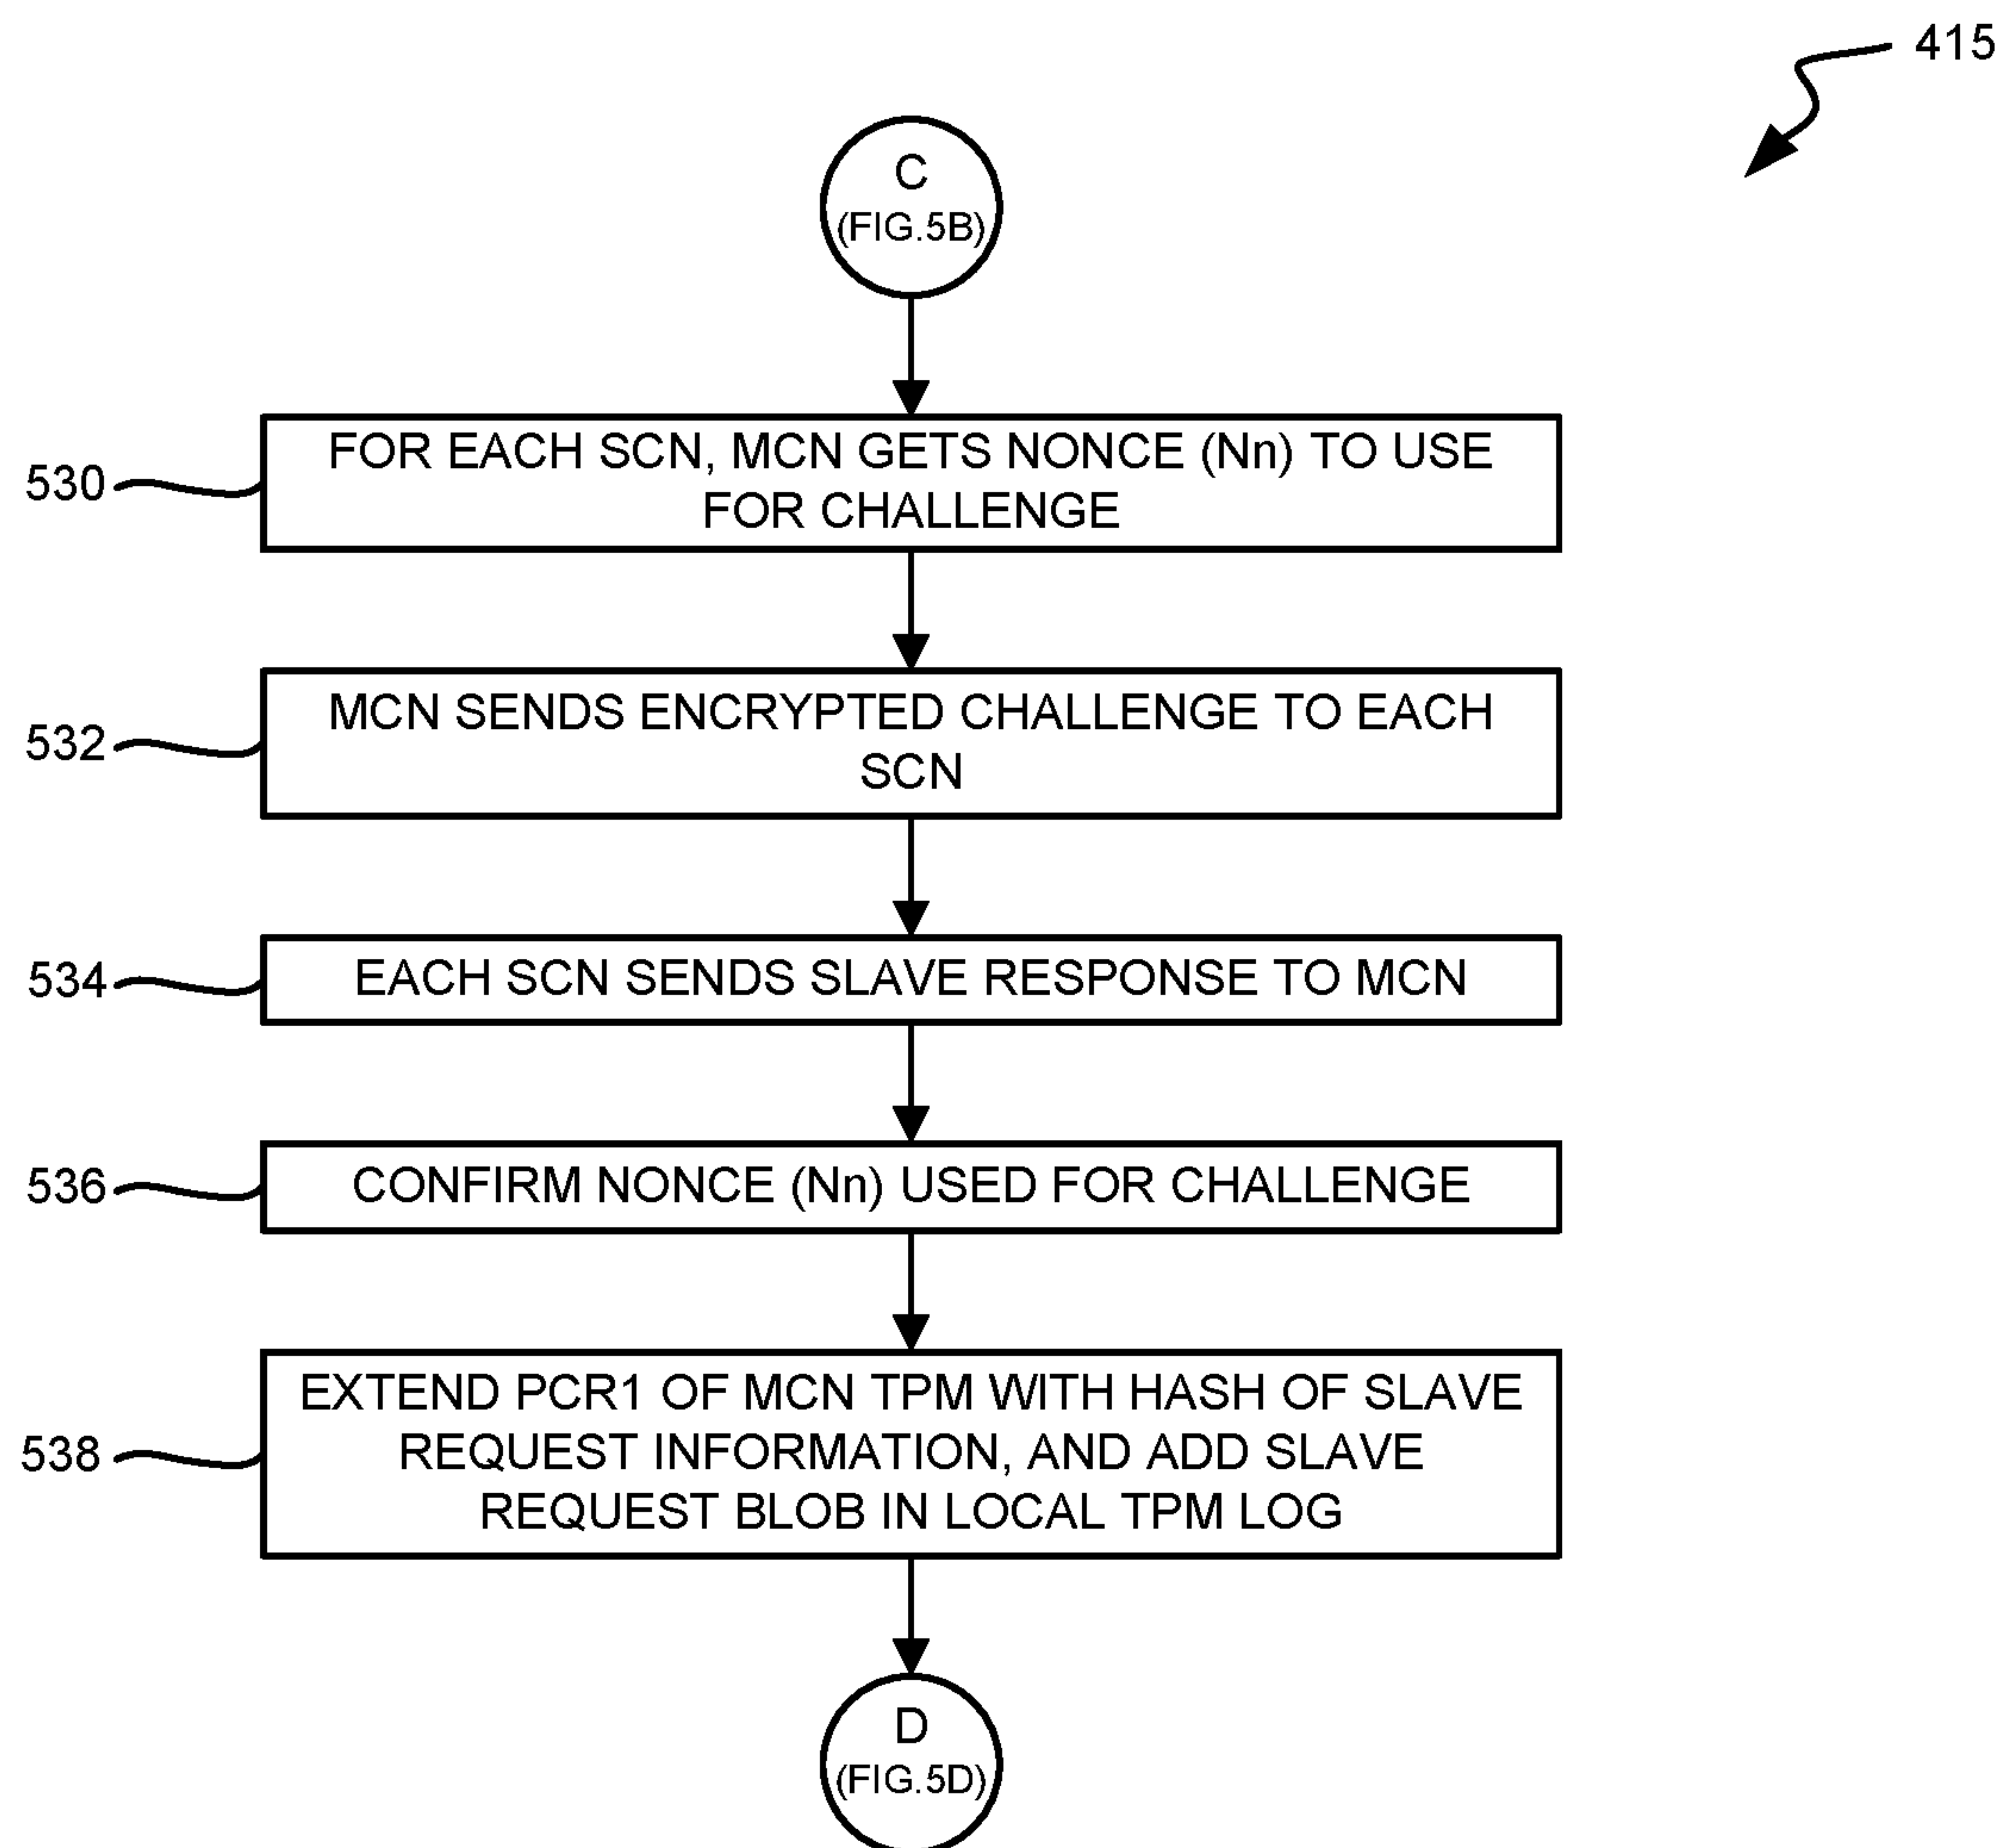 415
C
(FIG.5B)
530
FOR EACH SCN, MCN GETS NONCE (Nn) TO USE
FOR CHALLENGE
532
MCN SENDS ENCRYPTED CHALLENGE TO EACH
SCN
534
EACH SCN SENDS SLAVE RESPONSE TO MCN
536
CONFIRM NONCE (Nn) USED FOR CHALLENGE
538
EXTEND PCR1 OF MCN TPM WITH HASH OF SLAVE
REQUEST INFORMATION, AND ADD SLAVE
REQUEST BLOB IN LOCAL TPM LOG
D
(FIG.5D)